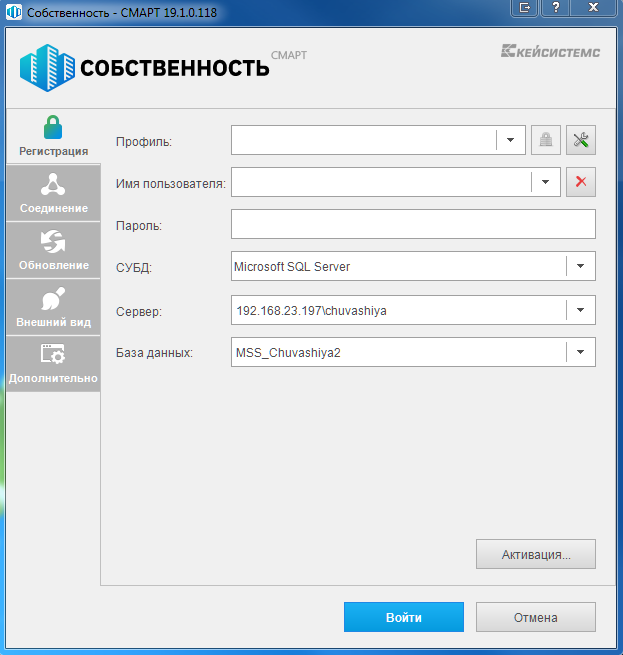 Собственность - СМАРТ 19.1.0.118
СОБСТВЕННОСТЬ СМАРТ
КЕЙСИСТЕМС
Регистрация
Соединение
Обновление
Внешний вид
Дополнительно
Профиль:
Имя пользователя:
Пароль:
СУБД: Microsoft SQL Server
Сервер: 192.168.23.197\chuvashiya
База данных: MSS_Chuvashiya2
Активация...
Войти
Отмена